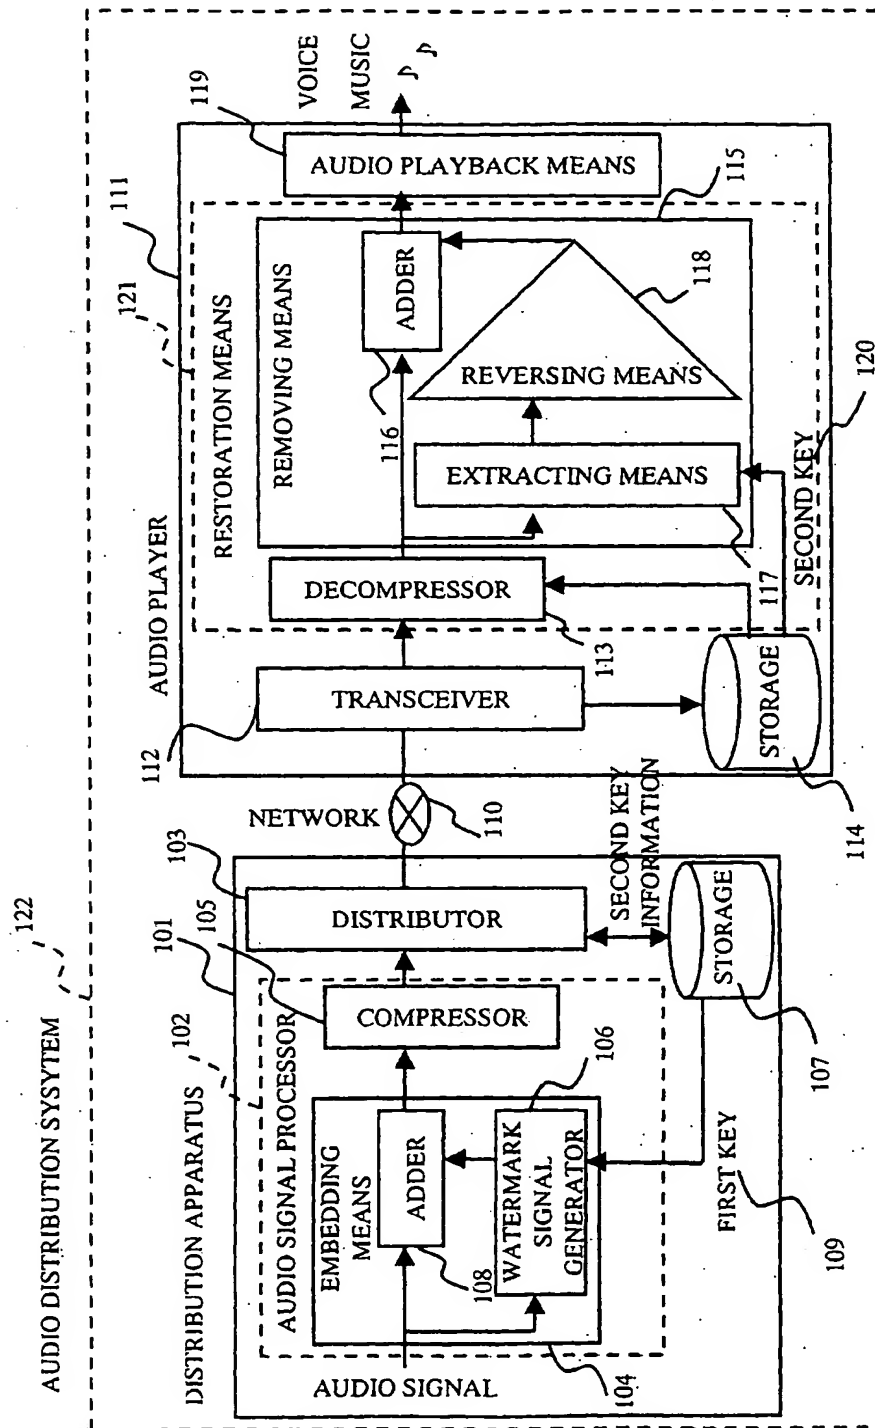 AUDIO DISTRIBUTION SYSYTEM
122
DISTRIBUTION APPARATUS
102
101
105
103
AUDIO SIGNAL PROCESSOR
EMBEDDING
MEANS
ADDER
108
WATERMARK
SIGNAL
GENERATOR
106
COMPRESSOR
DISTRIBUTOR
AUDIO SIGNAL
104
FIRST KEY
109
STORAGE
107
SECOND KEY
INFORMATION
NETWORK
110
AUDIO PLAYER
121
111
112
TRANSCEIVER
STORAGE
114
RESTORATION MEANS
DECOMPRESSOR
113
REMOVING MEANS
ADDER
116
EXTRACTING MEANS
117
REVERSING MEANS
118
115
SECOND KEY
120
119
AUDIO PLAYBACK MEANS
VOICE
MUSIC